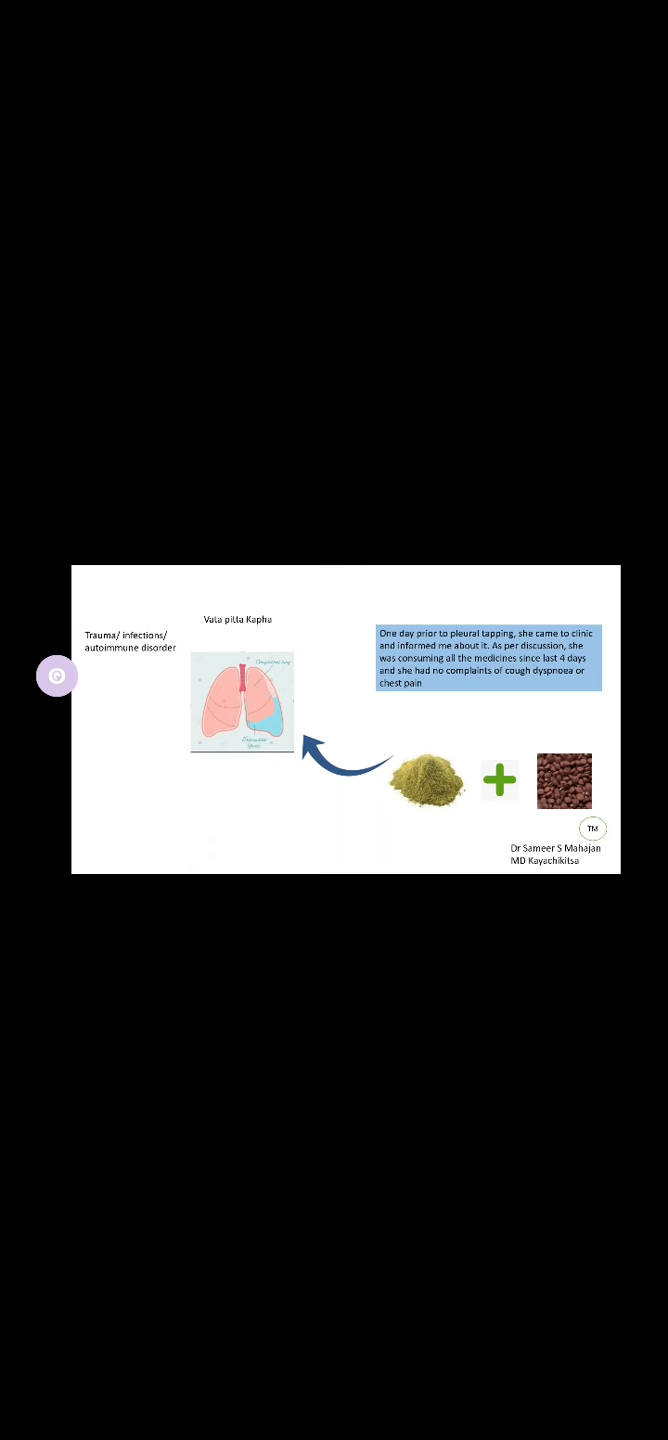 Vata pitta Kapha
Trauma/ infections/
autoimmune disorder
One day prior to pleural tapping, she came to clinic
and informed me about it. As per discussion, she
was consuming all the medicines since last 4 days
and she had no complaints of cough dyspnoea or
chest pain
TM
Dr Sameer S Mahajan
MD Kayachikitsa